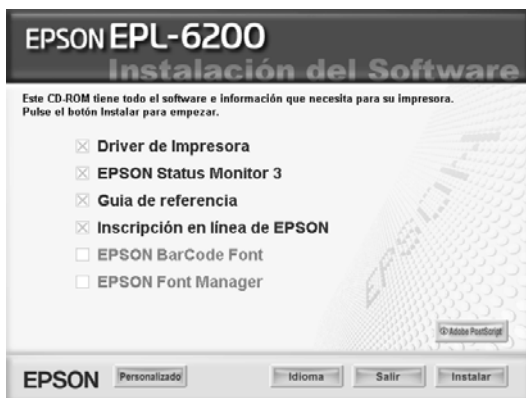 EPSON EPL-6200
Instalación del Software
Este CD-ROM tiene todo el software e información que necesita para su impresora.
Pulse el botón Instalar para empezar.
Driver de Impresora
EPSON Status Monitor 3
Guia de referencia
Inscripción en línea de EPSON
EPSON BarCode Font
EPSON Font Manager
EPSON
Adobe PostScript
EPSON
Personalizado
Idioma
Salir
Instalar